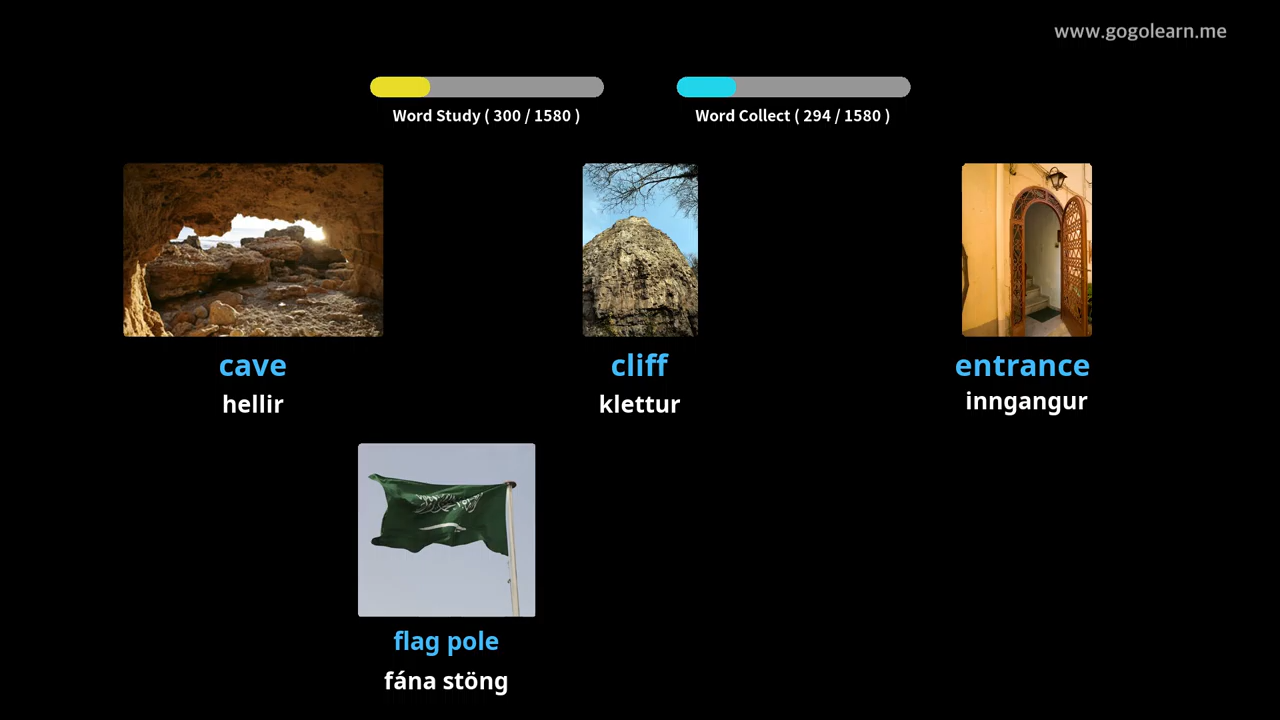 www.gogolearn.me
Word Study ( 300 / 1580 )
Word Collect ( 294 / 1580 )
cave
hellir
cliff
klettur
entrance
inngangur
flag pole
fána stöng